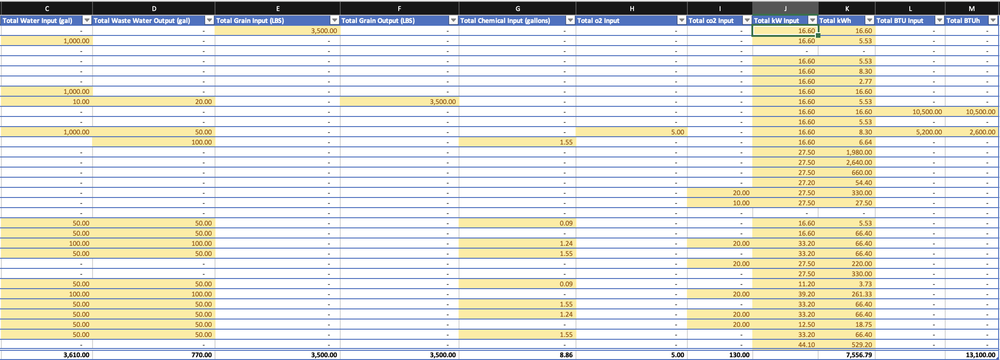 C D E F G H I J K L M
Total Water Input (gal) Total Waste Water Output (gal) Total Grain Input (LBS) Total Grain Output (LBS) Total Chemical Input (gallons) Total o2 Input Total co2 Input Total kW Input Total kWh Total BTU Input Total BTUh
- - 3,500.00 - - - - 16.60 16.60 - -
1,000.00 - - - - - - 16.60 5.53 - -
- - - - - - - - - - -
- - - - - - - 16.60 5.53 - -
- - - - - - - 16.60 8.30 - -
- - - - - - - 16.60 2.77 - -
1,000.00 - - - - - - 16.60 16.60 - -
10.00 20.00 - 3,500.00 - - - 16.60 5.53 - -
- - - - - - - 16.60 16.60 10,500.00 10,500.00
- - - - - - - 16.60 5.53 - -
1,000.00 50.00 - - - 5.00 - 16.60 8.30 5,200.00 2,600.00
100.00 - - 1.55 - - 16.60 6.64 - -
- - - - - - - 27.50 1,980.00 - -
- - - - - - - 27.50 2,640.00 - -
- - - - - - - 27.50 660.00 - -
- - - - - - - 27.20 54.40 - -
- - - - - - 20.00 27.50 330.00 - -
- - - - - - 10.00 27.50 27.50 - -
- - - - - - - - - - -
50.00 50.00 - - 0.09 - - 16.60 5.53 - -
50.00 50.00 - - - - - 16.60 66.40 - -
100.00 100.00 - - 1.24 - 20.00 33.20 66.40 - -
50.00 50.00 - - 1.55 - - 33.20 66.40 - -
- - - - - - 20.00 27.50 220.00 - -
- - - - - - - 27.50 330.00 - -
50.00 50.00 - - 0.09 - - 11.20 3.73 - -
100.00 100.00 - - - - 20.00 39.20 261.33 - -
50.00 50.00 - - 1.55 - - 33.20 66.40 - -
50.00 50.00 - - 1.24 - 20.00 33.20 66.40 - -
50.00 50.00 - - - - 20.00 12.50 18.75 - -
50.00 50.00 - - 1.55 - - 33.20 66.40 - -
- - - - - - - 44.10 529.20 - -
3,610.00 770.00 3,500.00 3,500.00 8.86 5.00 130.00 7,556.79 13,100.00